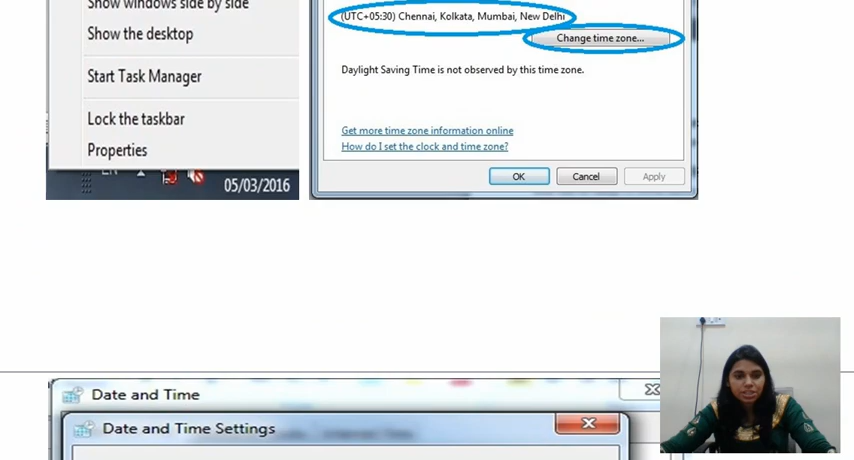 Show windows side by side
Show the desktop
Start Task Manager
Lock the taskbar
Properties
EN
05/03/2016
(UTC+05:30) Chennai, Kolkata, Mumbai, New Delhi
Change time zone...
Daylight Saving Time is not observed by this time zone.
Get more time zone information online
How do I set the clock and time zone?
OK
Cancel
Apply
Date and Time
Date and Time Settings